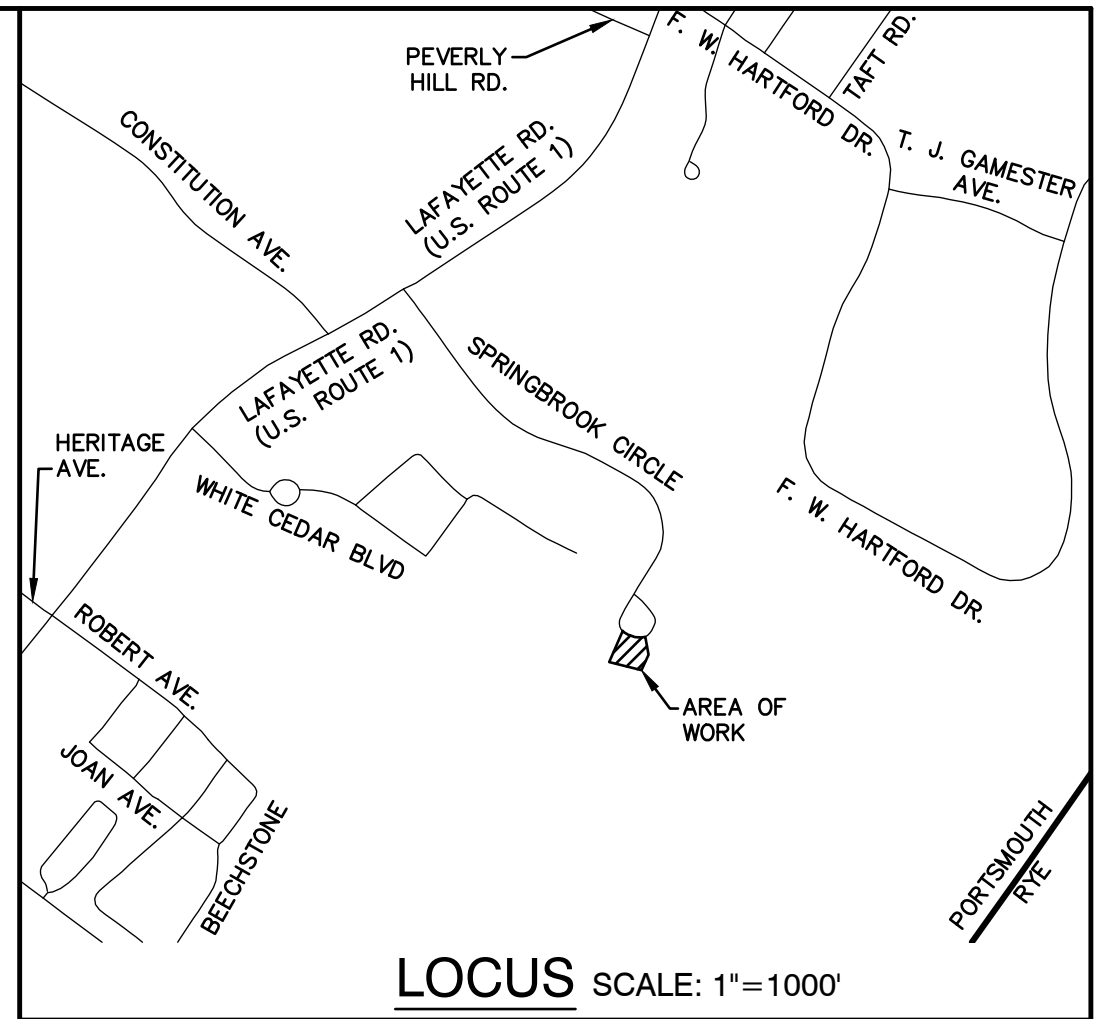 PEVERLY
HILL RD.
F. W. HARTFORD DR.
TAFT RD.
CONSTITUTION AVE.
LAFAYETTE RD.
(U.S. ROUTE 1)
T. J. GAMESTER
AVE.
LAFAYETTE RD.
(U.S. ROUTE 1)
SPRINGBROOK CIRCLE
HERITAGE
AVE.
WHITE CEDAR BLVD
F. W. HARTFORD DR.
ROBERT AVE.
AREA OF
WORK
JOAN AVE.
BEECHSTONE
PORTSMOUTH
RYE
LOCUS SCALE: 1"=1000'